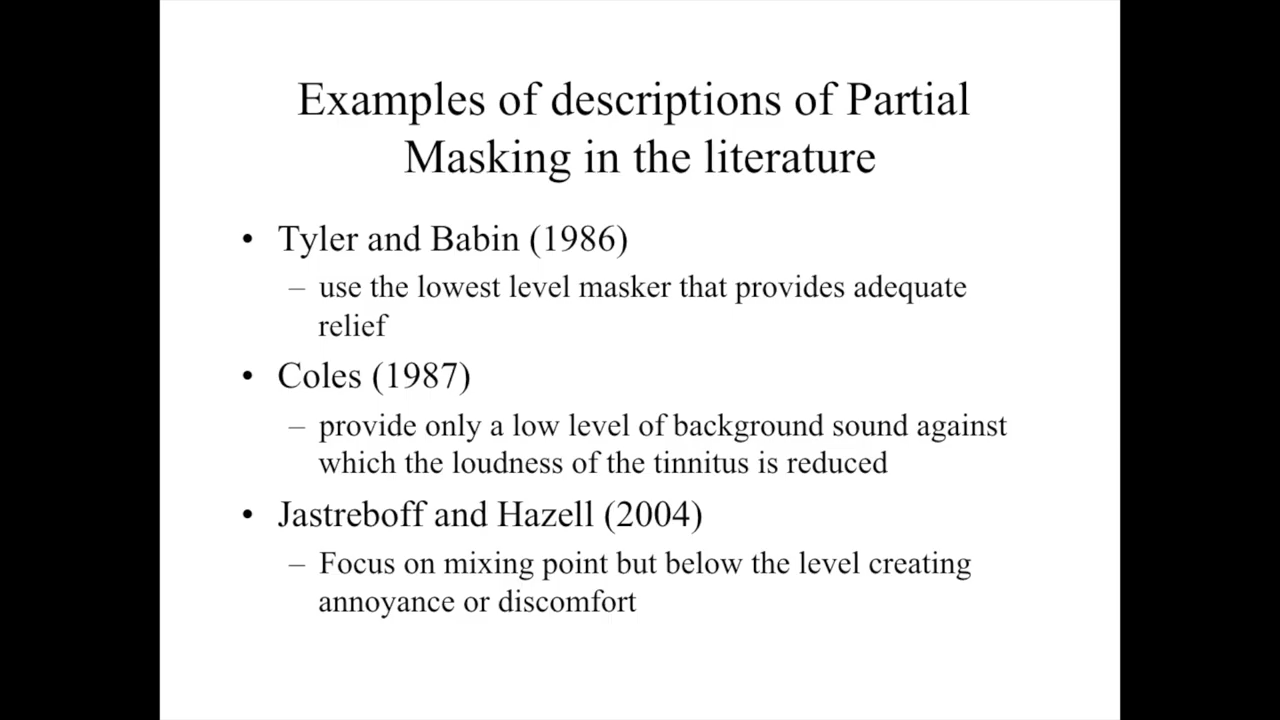 Examples of descriptions of Partial
Masking in the literature
• Tyler and Babin (1986)
– use the lowest level masker that provides adequate
relief
• Coles (1987)
– provide only a low level of background sound against
which the loudness of the tinnitus is reduced
• Jastreboff and Hazell (2004)
– Focus on mixing point but below the level creating
annoyance or discomfort